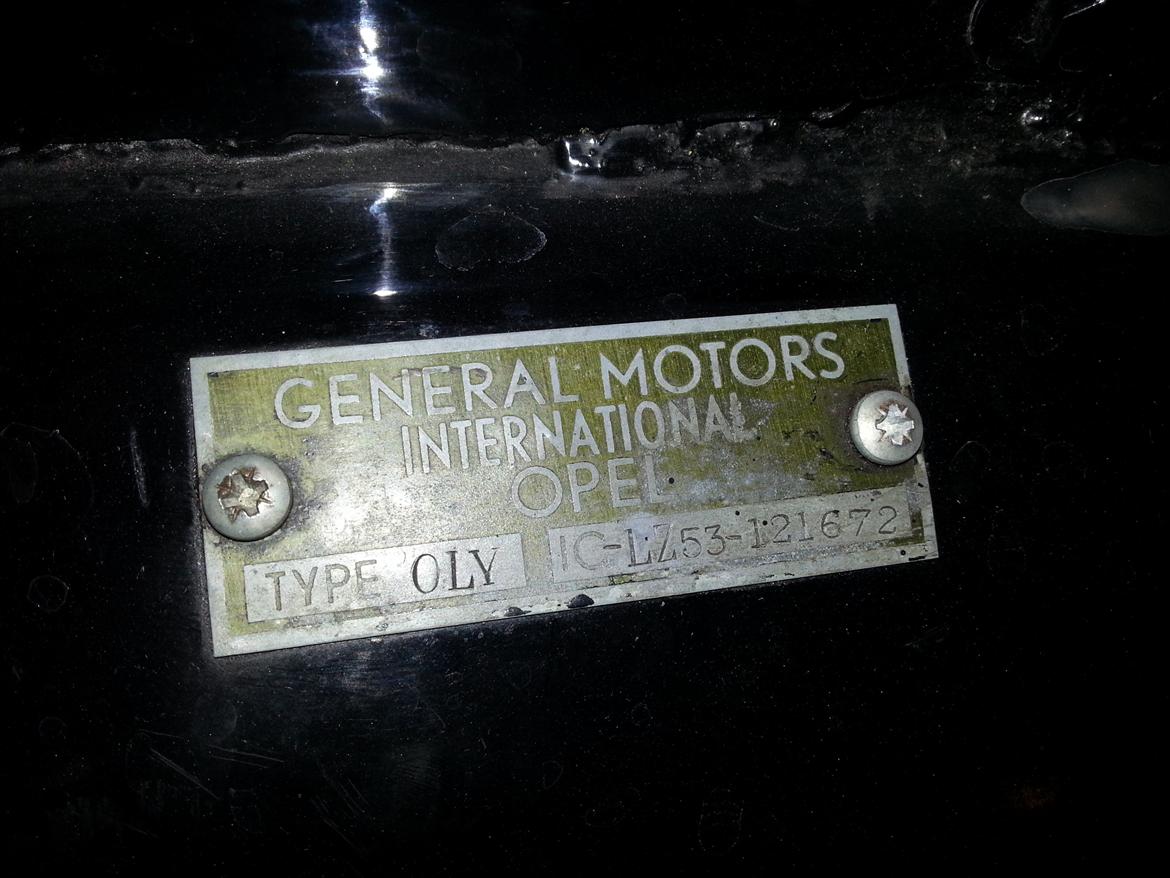 GENERAL MOTORS
INTERNATIONAL
OPEL
TYPE OLY IC-LZ53-121672